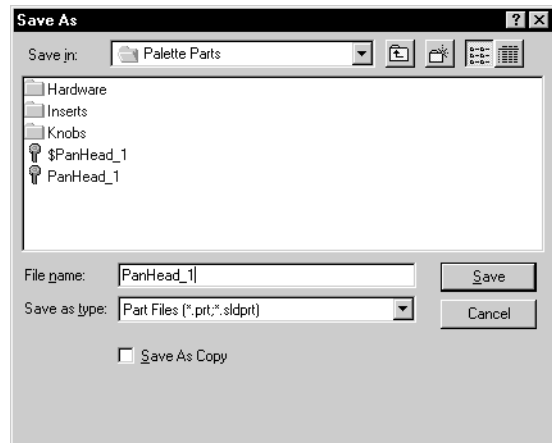 Save As
Save in: Palette Parts
Hardware
Inserts
Knobs
$PanHead_1
PanHead_1
File name: PanHead_1 Save
Save as type: Part Files (*.prt;*.sldprt) Cancel
Save As Copy